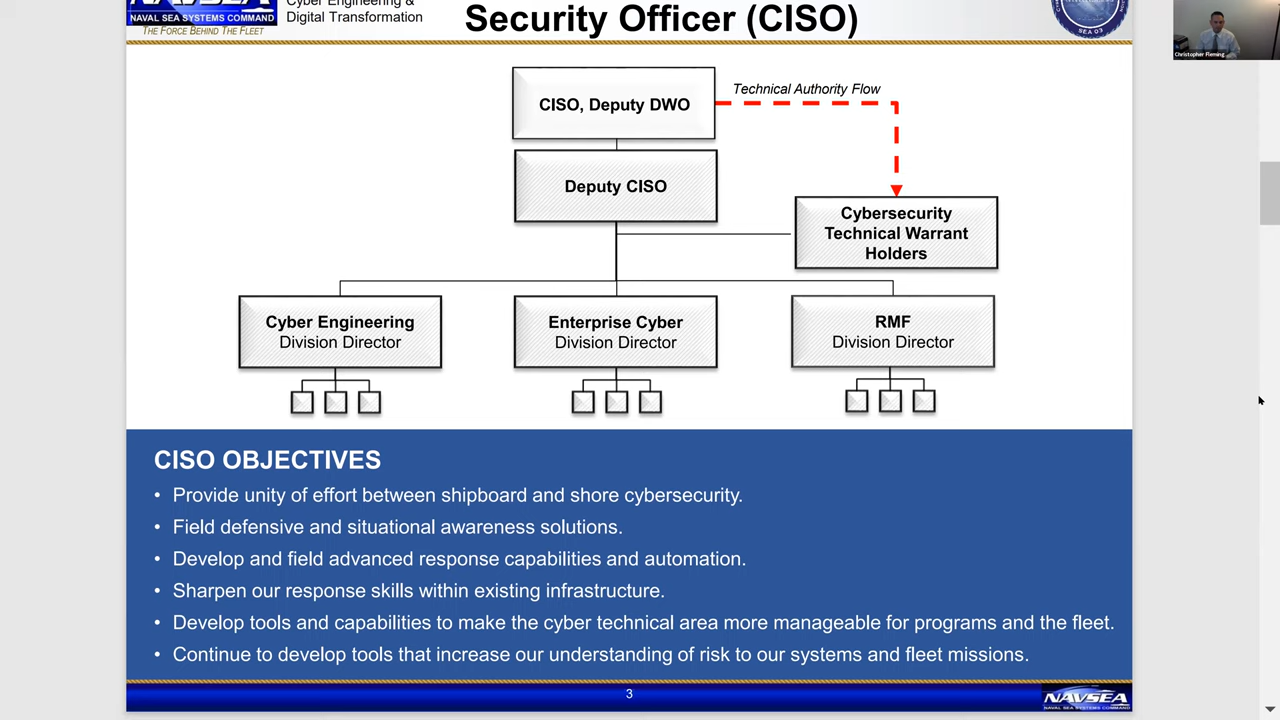 NAVSEA
NAVAL SEA SYSTEMS COMMAND
THE FORCE BEHIND THE FLEET
Cyber Engineering &
Digital Transformation
Security Officer (CISO)
SEA 03
Christopher Fleming
CISO, Deputy DWO
Technical Authority Flow
Deputy CISO
Cybersecurity
Technical Warrant
Holders
Cyber Engineering
Division Director
Enterprise Cyber
Division Director
RMF
Division Director
CISO OBJECTIVES
• Provide unity of effort between shipboard and shore cybersecurity.
• Field defensive and situational awareness solutions.
• Develop and field advanced response capabilities and automation.
• Sharpen our response skills within existing infrastructure.
• Develop tools and capabilities to make the cyber technical area more manageable for programs and the fleet.
• Continue to develop tools that increase our understanding of risk to our systems and fleet missions.
3
NAVSEA
NAVAL SEA SYSTEMS COMMAND